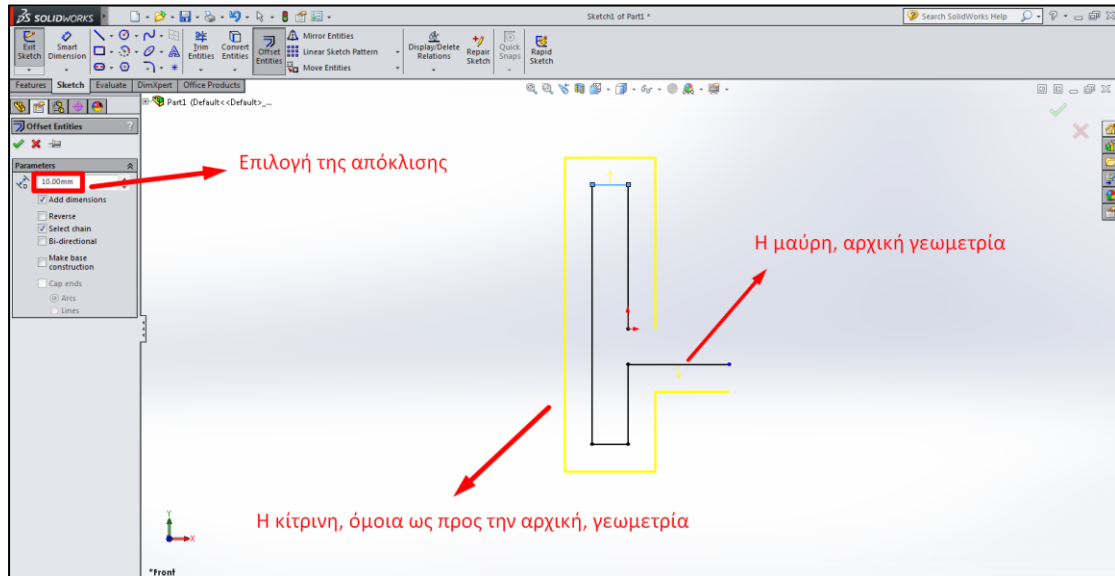 SOLIDWORKS
Sketch1 of Part1 *
Search SolidWorks Help
Exit Sketch
Smart Dimension
Trim Entities
Convert Entities
Offset Entities
Mirror Entities
Linear Sketch Pattern
Move Entities
Display/Delete Relations
Repair Sketch
Quick Snaps
Rapid Sketch
Features
Sketch
Evaluate
DimXpert
Office Products
Part1 (Default<<Default>_...
Offset Entities
?
Parameters
10.00mm
Add dimensions
Reverse
Select chain
Bi-directional
Make base construction
Cap ends
Arcs
Lines
Επιλογή της απόκλισης
Η μαύρη, αρχική γεωμετρία
Η κίτρινη, όμοια ως προς την αρχική, γεωμετρία
Y
X
*Front